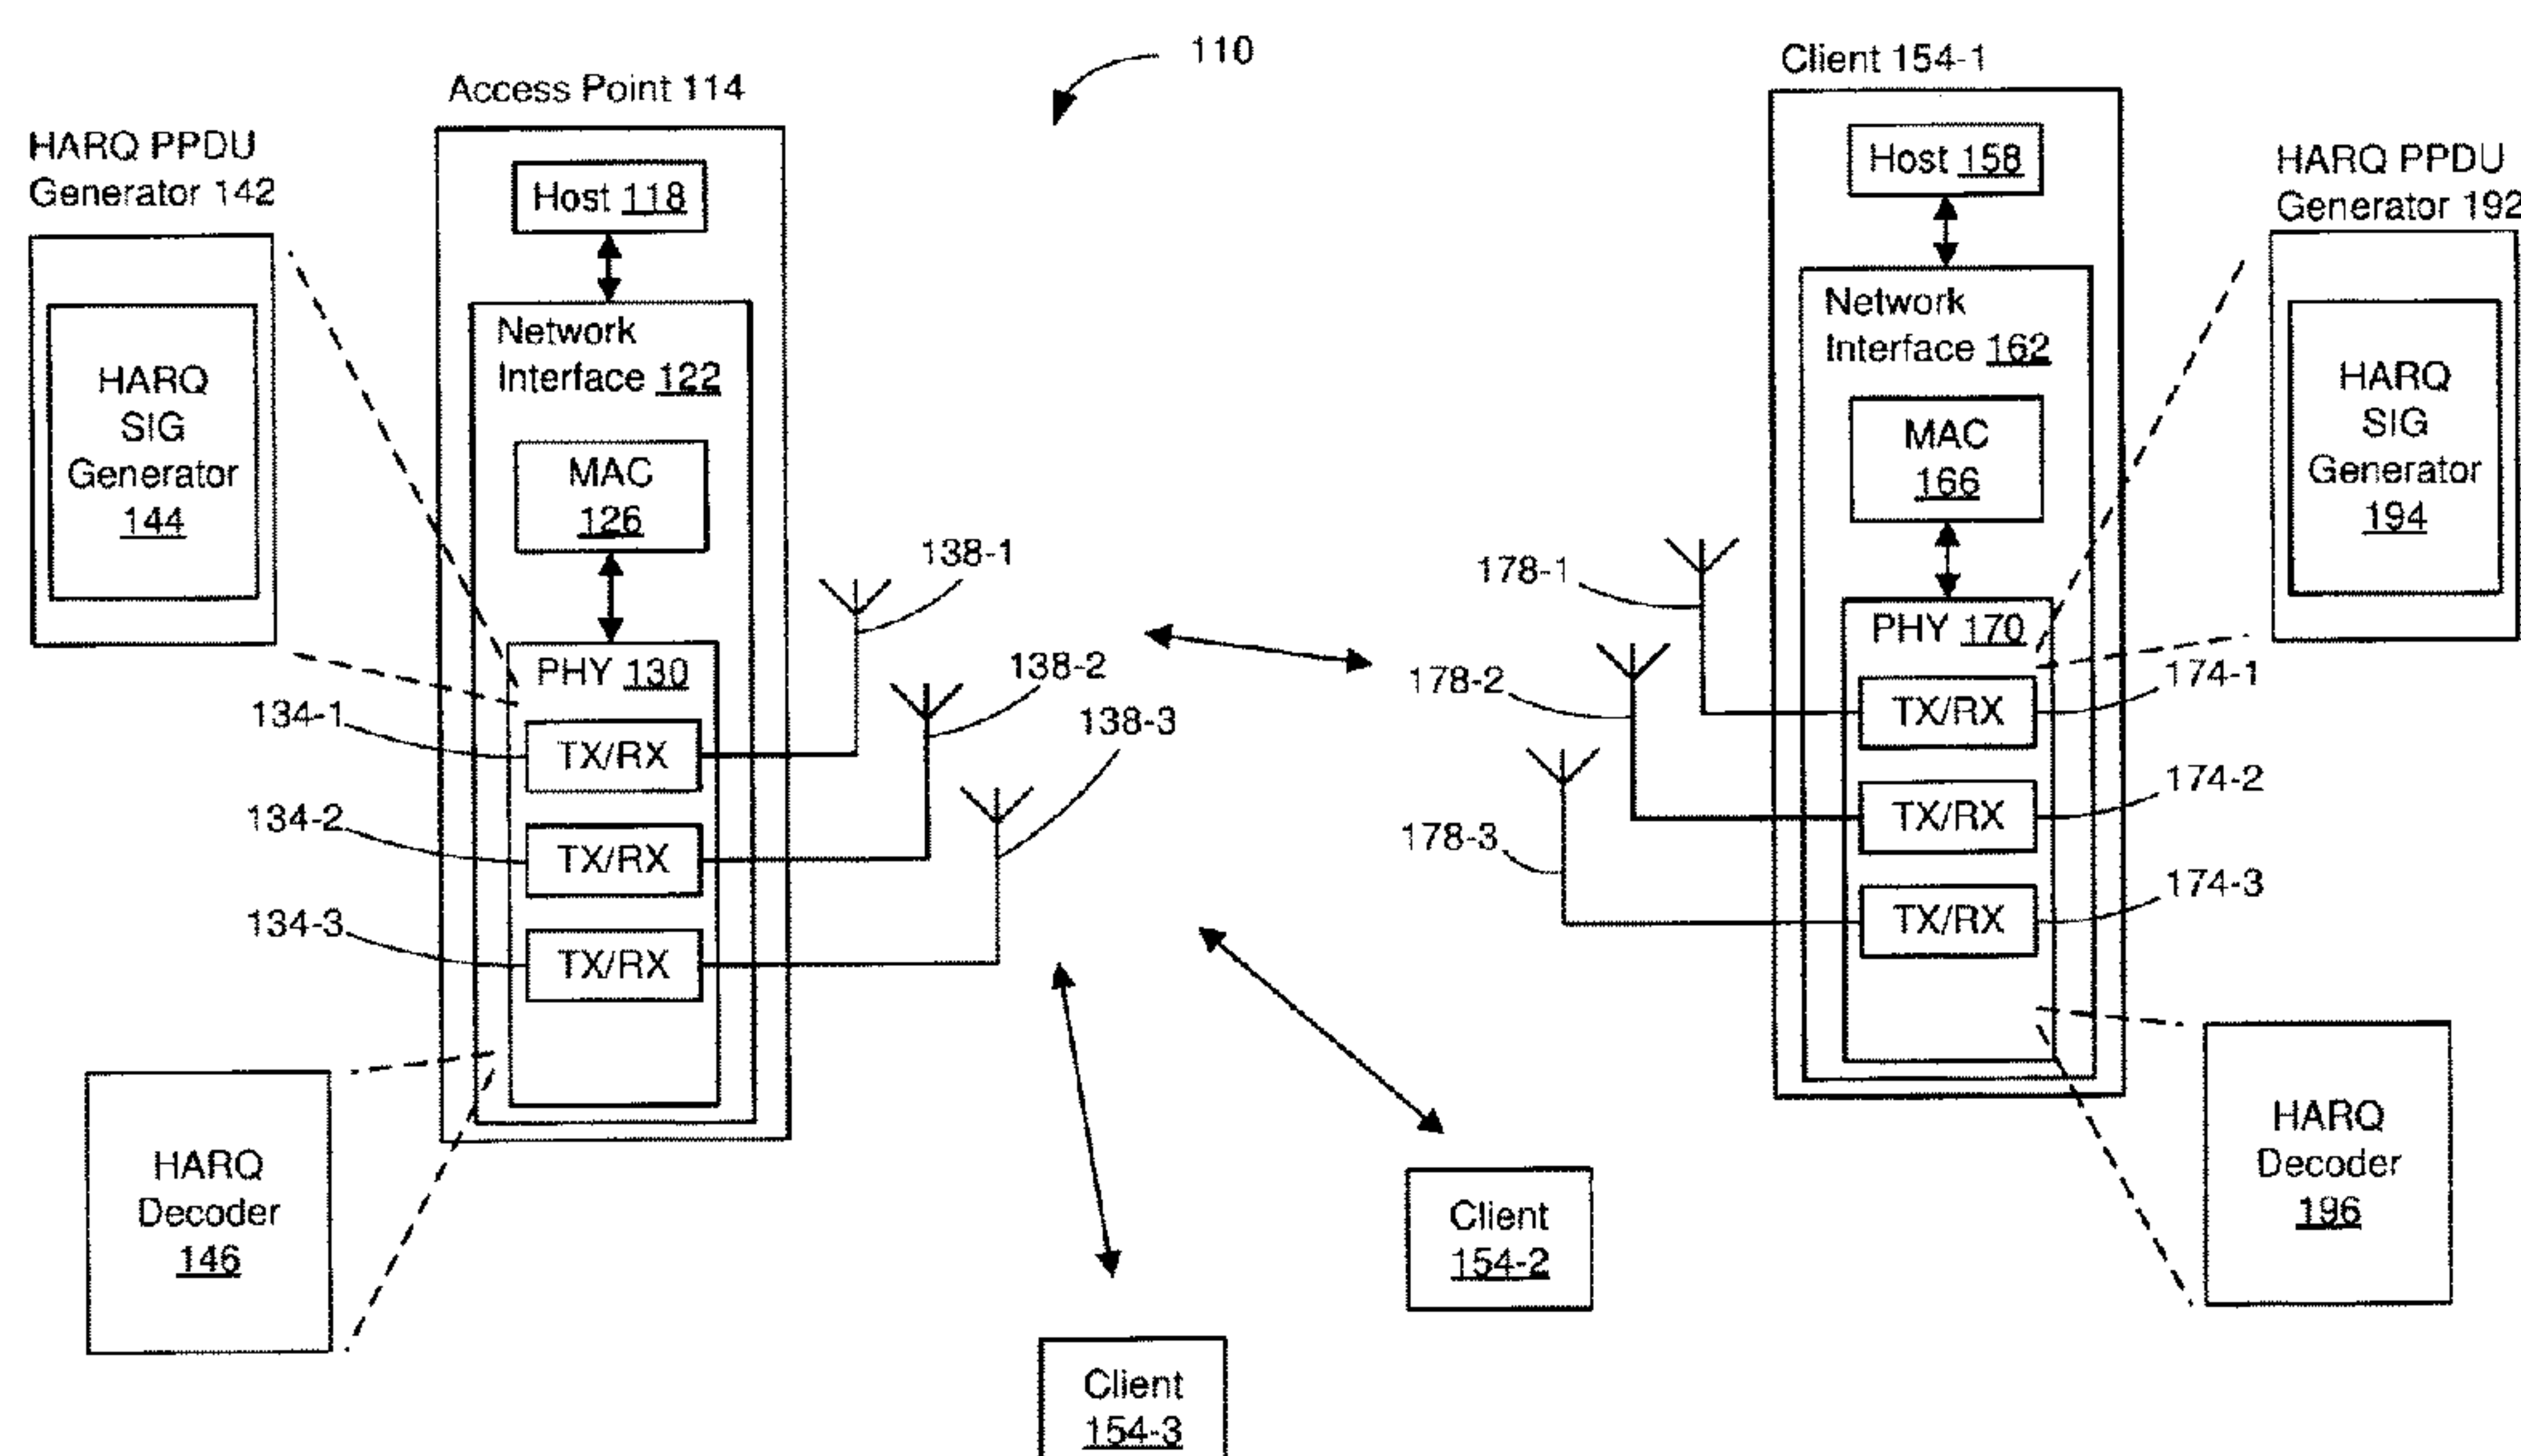 110
Access Point 114
HARQ PPDU
Generator 142
HARQ
SIG
Generator
144
Host 118
Network
Interface 122
MAC
126
PHY 130
TX/RX
TX/RX
TX/RX
134-1
134-2
134-3
138-1
138-2
138-3
HARQ
Decoder
146
Client 154-1
Host 158
Network
Interface 162
MAC
166
PHY 170
TX/RX
TX/RX
TX/RX
178-1
178-2
178-3
174-1
174-2
174-3
HARQ PPDU
Generator 192
HARQ
SIG
Generator
194
HARQ
Decoder
196
Client
154-2
Client
154-3